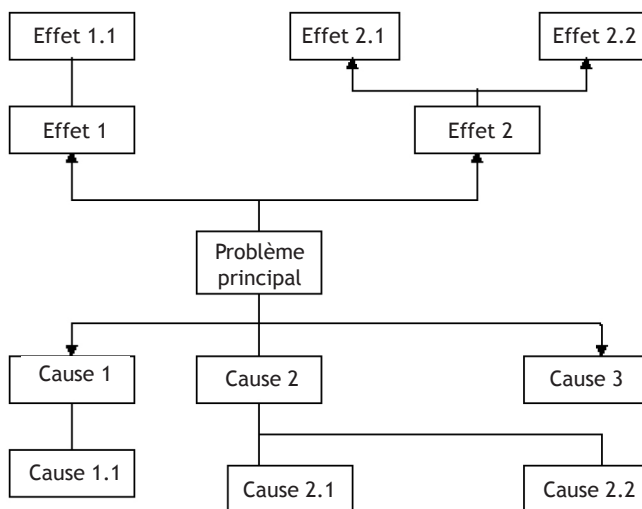 Effet 1.1
Effet 2.1
Effet 2.2
Effet 1
Effet 2
Problème
principal
Cause 1
Cause 2
Cause 3
Cause 1.1
Cause 2.1
Cause 2.2